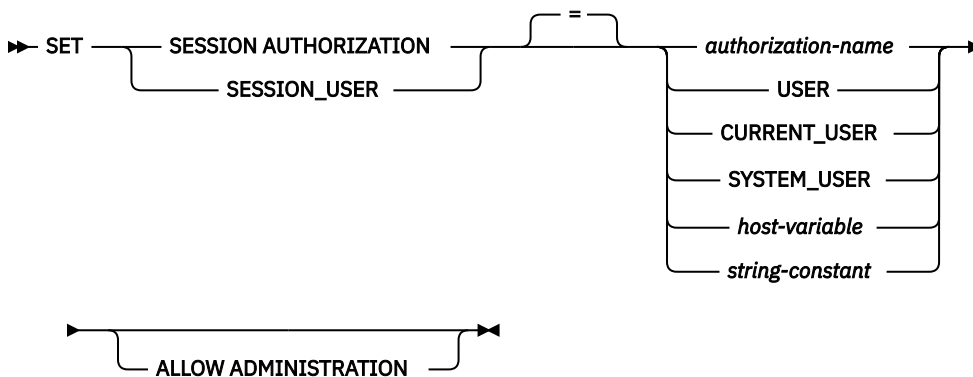 =
SET SESSION AUTHORIZATION authorization-name
SESSION_USER USER
CURRENT_USER
SYSTEM_USER
host-variable
string-constant
ALLOW ADMINISTRATION